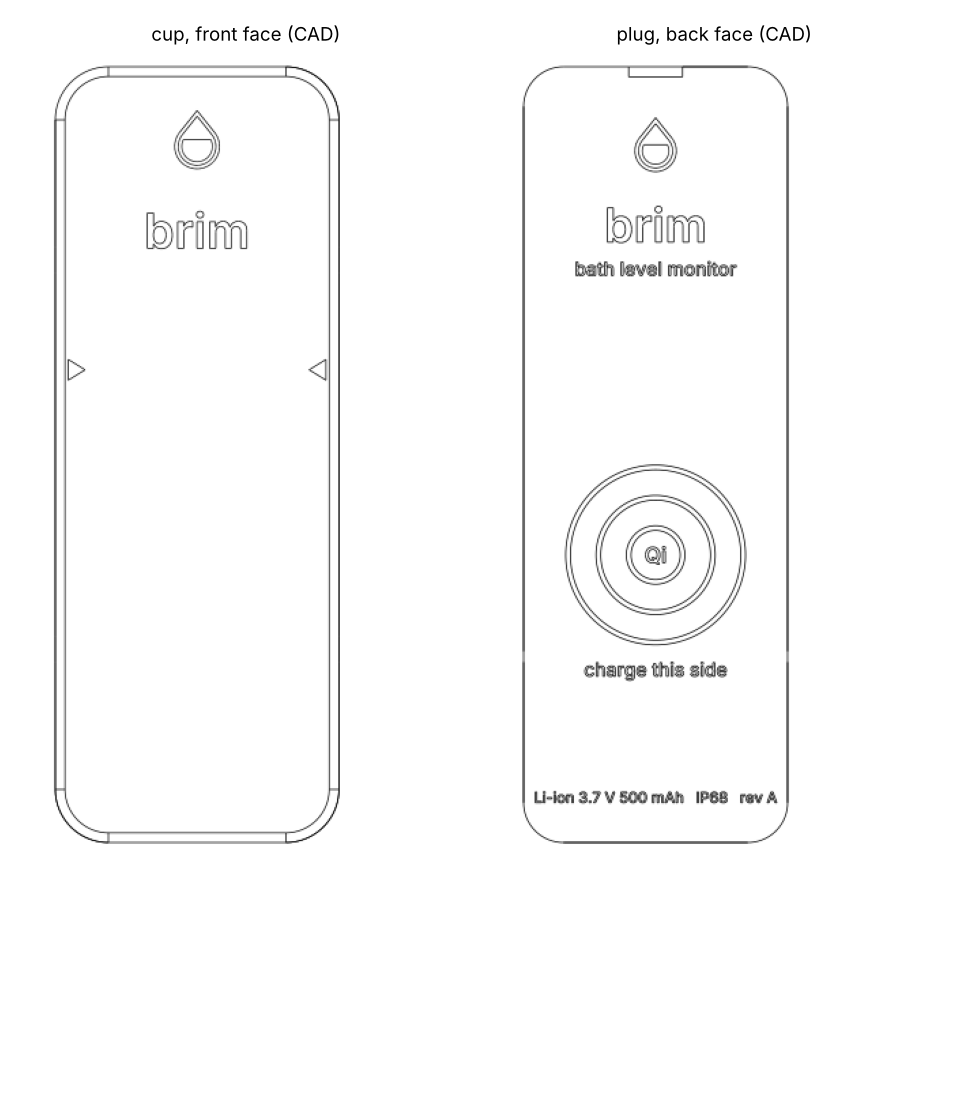 cup, front face (CAD)
brim
plug, back face (CAD)
brim
bath level monitor
Qi
charge this side
Li-ion 3.7 V 500 mAh IP68 rev A